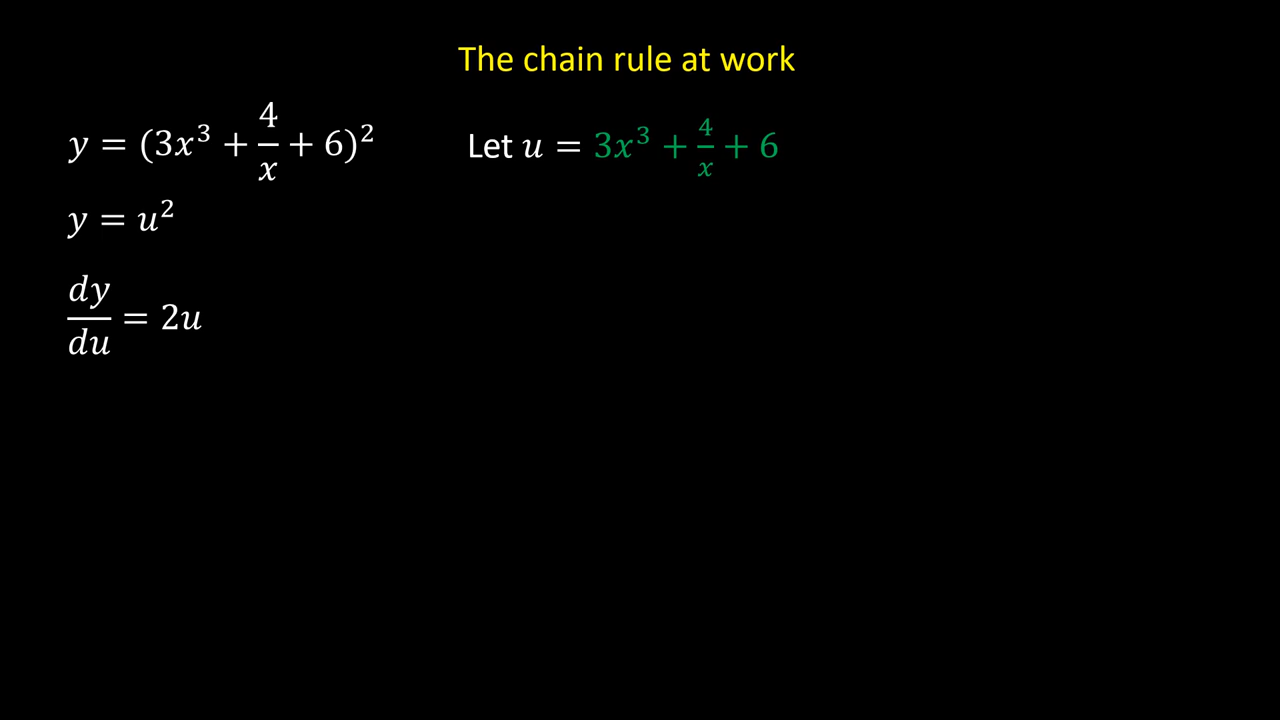 The chain rule at work
y = (3x³ + 4/x + 6)²
Let u = 3x³ + 4/x + 6
y = u²
dy/du = 2u